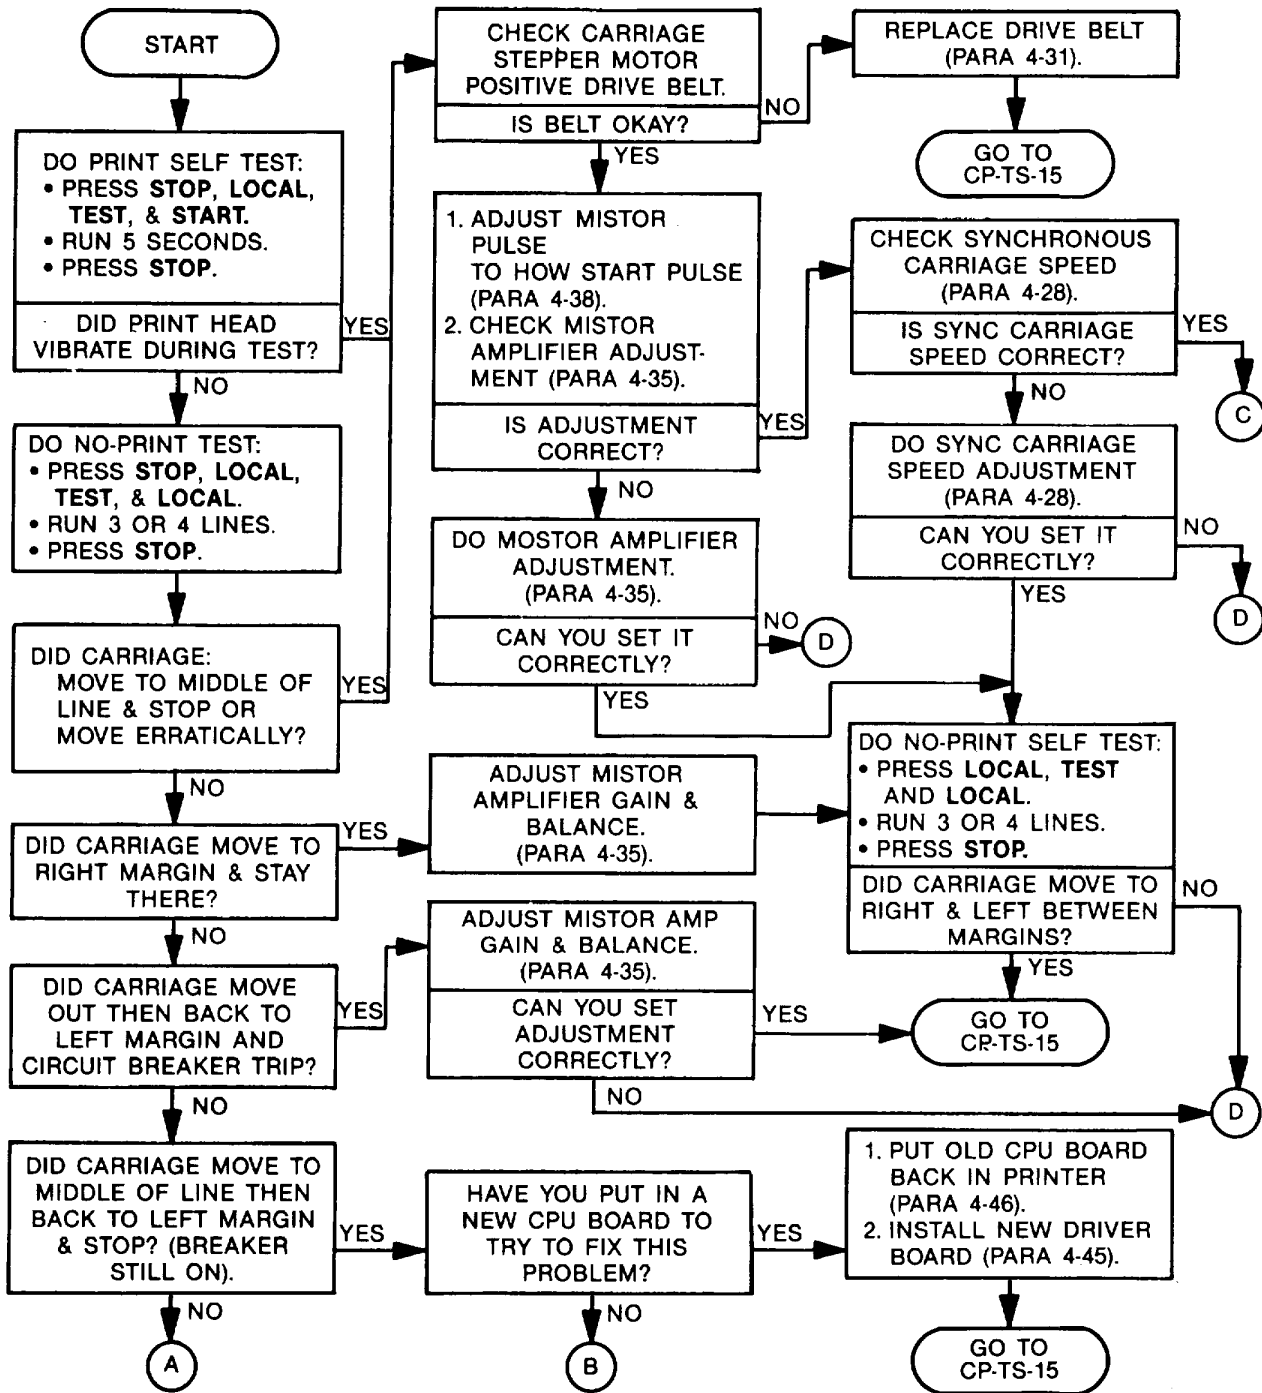 START
DO PRINT SELF TEST:
• PRESS STOP, LOCAL,
TEST, & START.
• RUN 5 SECONDS.
• PRESS STOP.
DID PRINT HEAD
VIBRATE DURING TEST?
YES
NO
DO NO-PRINT TEST:
• PRESS STOP, LOCAL,
TEST, & LOCAL.
• RUN 3 OR 4 LINES.
• PRESS STOP.
DID CARRIAGE:
MOVE TO MIDDLE OF
LINE & STOP OR
MOVE ERRATICALLY?
YES
NO
DID CARRIAGE MOVE TO
RIGHT MARGIN & STAY
THERE?
YES
NO
DID CARRIAGE MOVE
OUT THEN BACK TO
LEFT MARGIN AND
CIRCUIT BREAKER TRIP?
YES
NO
DID CARRIAGE MOVE TO
MIDDLE OF LINE THEN
BACK TO LEFT MARGIN
& STOP? (BREAKER
STILL ON).
YES
NO
A
CHECK CARRIAGE
STEPPER MOTOR
POSITIVE DRIVE BELT.
IS BELT OKAY?
NO
YES
1. ADJUST MISTOR
PULSE
TO HOW START PULSE
(PARA 4-38).
2. CHECK MISTOR
AMPLIFIER ADJUST-
MENT (PARA 4-35).
IS ADJUSTMENT
CORRECT?
YES
NO
DO MOSTOR AMPLIFIER
ADJUSTMENT.
(PARA 4-35).
CAN YOU SET IT
CORRECTLY?
NO
D
YES
ADJUST MISTOR
AMPLIFIER GAIN &
BALANCE.
(PARA 4-35).
ADJUST MISTOR AMP
GAIN & BALANCE.
(PARA 4-35).
CAN YOU SET
ADJUSTMENT
CORRECTLY?
YES
NO
HAVE YOU PUT IN A
NEW CPU BOARD TO
TRY TO FIX THIS
PROBLEM?
YES
NO
B
REPLACE DRIVE BELT
(PARA 4-31).
GO TO
CP-TS-15
CHECK SYNCHRONOUS
CARRIAGE SPEED
(PARA 4-28).
IS SYNC CARRIAGE
SPEED CORRECT?
YES
C
NO
DO SYNC CARRIAGE
SPEED ADJUSTMENT
(PARA 4-28).
CAN YOU SET IT
CORRECTLY?
NO
D
YES
DO NO-PRINT SELF TEST:
• PRESS LOCAL, TEST
AND LOCAL.
• RUN 3 OR 4 LINES.
• PRESS STOP.
DID CARRIAGE MOVE TO
RIGHT & LEFT BETWEEN
MARGINS?
NO
YES
GO TO
CP-TS-15
D
1. PUT OLD CPU BOARD
BACK IN PRINTER
(PARA 4-46).
2. INSTALL NEW DRIVER
BOARD (PARA 4-45).
GO TO
CP-TS-15